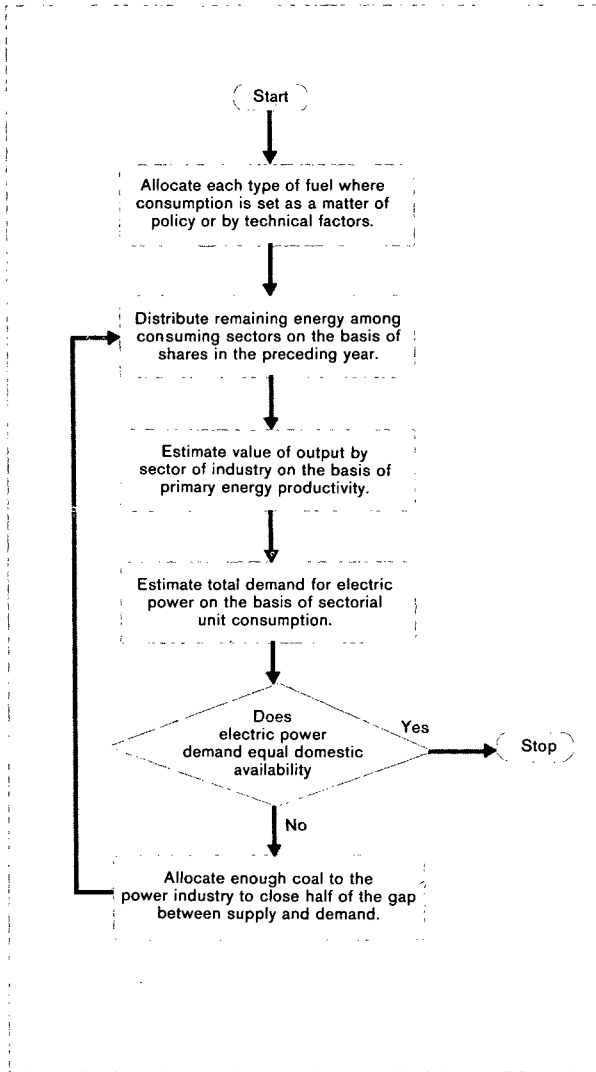 Start
Allocate each type of fuel where
consumption is set as a matter of
policy or by technical factors.
Distribute remaining energy among
consuming sectors on the basis of
shares in the preceding year.
Estimate value of output by
sector of industry on the basis of
primary energy productivity.
Estimate total demand for electric
power on the basis of sectorial
unit consumption.
Does
electric power
demand equal domestic
availability
Yes
Stop
No
Allocate enough coal to the
power industry to close half of the gap
between supply and demand.